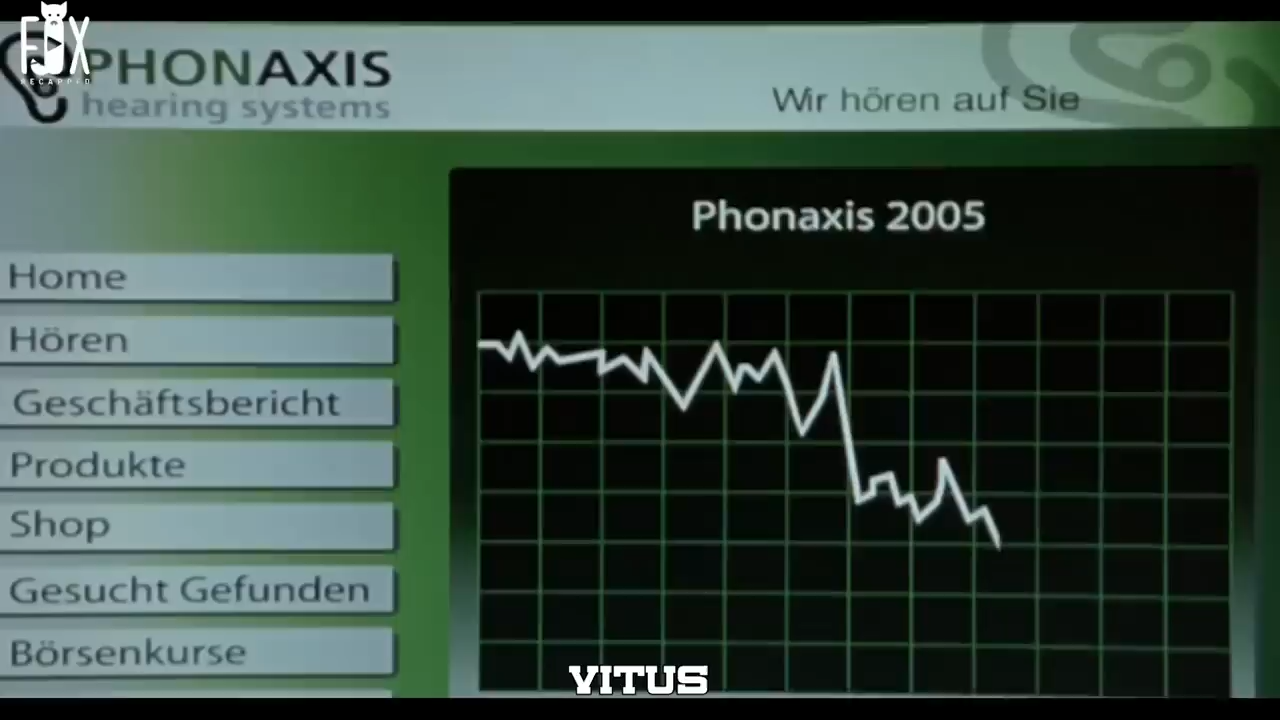 FOX
RECAPPED
PHONAXIS
hearing systems
Wir hören auf Sie
Phonaxis 2005
Home
Hören
Geschäftsbericht
Produkte
Shop
Gesucht Gefunden
Börsenkurse
VITUS